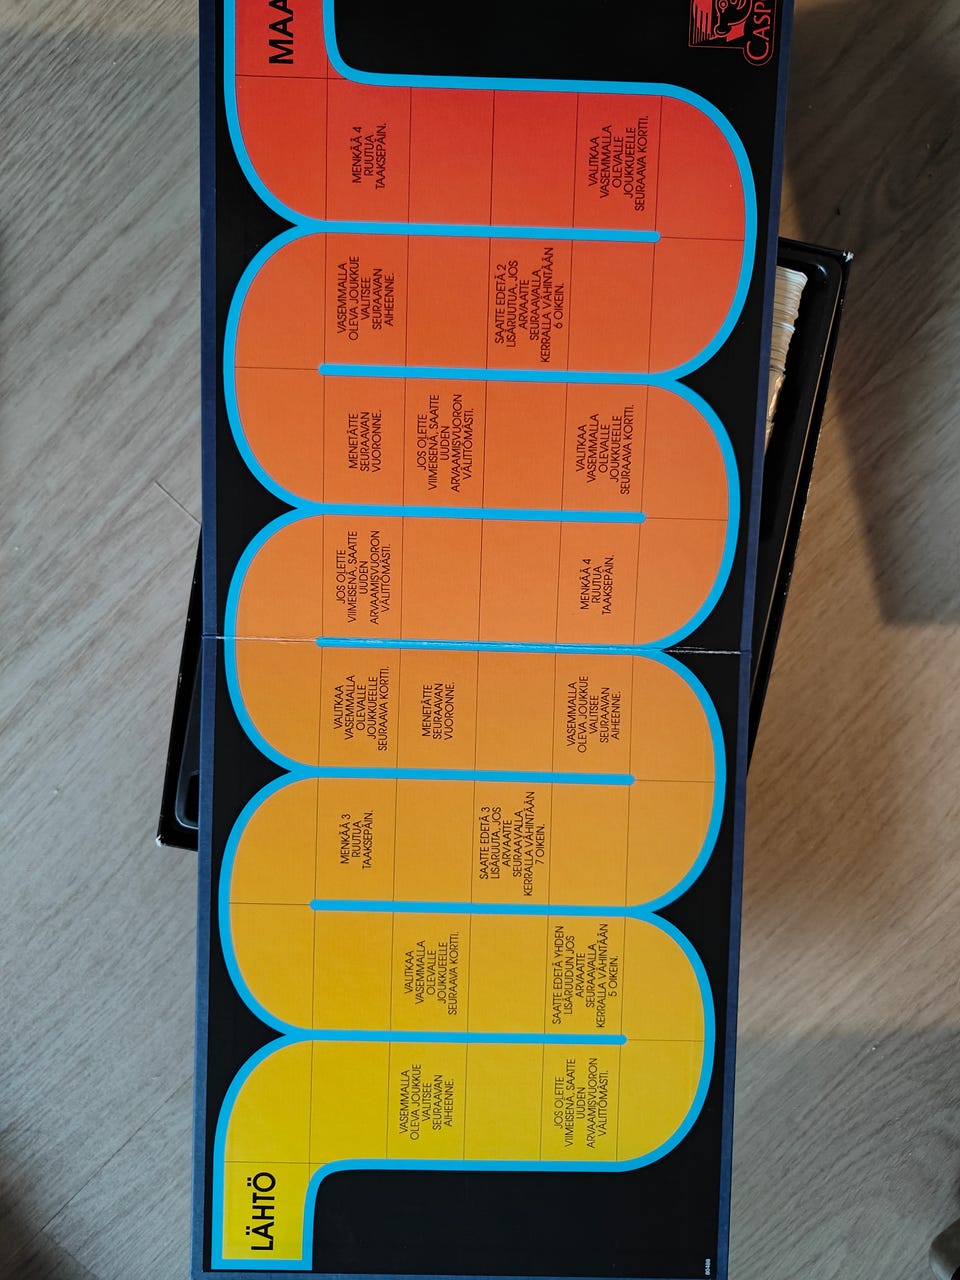 LÄHTÖ
VASEMMALLA
OLEVA JOUKKUE
VALITSEE
SEURAAVAN
AIHEENNE.
JOS OLETTE
VIIMEISENÄ, SAATTE
UUDEN
ARVAAMISVUORON
VÄLITTÖMÄSTI.
SAATTE EDETÄ YHDEN
LISÄRUUDUN JOS
ARVAATTE
SEURAAVALLA
KERRALLA VÄHINTÄÄN
5 OIKEIN.
VALITKAA
VASEMMALLA
OLEVALLE
JOUKKUEELLE
SEURAAVA KORTTI.
MENKÄÄ 3
RUUTUA
TAAKSEPÄIN.
SAATTE EDETÄ 3
LISÄRUUTA, JOS
ARVAATTE
SEURAAVALLA
KERRALLA VÄHINTÄÄN
7 OIKEIN.
VASEMMALLA
OLEVA JOUKKUE
VALITSEE
SEURAAVAN
AIHEENNE.
MENETÄTTE
SEURAAVAN
VUORONNE.
VALITKAA
VASEMMALLA
OLEVALLE
JOUKKUEELLE
SEURAAVA KORTTI.
JOS OLETTE
VIIMEISENÄ, SAATTE
UUDEN
ARVAAMISVUORON
VÄLITTÖMÄSTI.
MENKÄÄ 4
RUUTUA
TAAKSEPÄIN.
VALITKAA
VASEMMALLA
OLEVALLE
JOUKKUEELLE
SEURAAVA KORTTI.
JOS OLETTE
VIIMEISENÄ, SAATTE
UUDEN
ARVAAMISVUORON
VÄLITTÖMÄSTI.
MENETÄTTE
SEURAAVAN
VUORONNE.
VASEMMALLA
OLEVA JOUKKUE
VALITSEE
SEURAAVAN
AIHEENNE.
SAATTE EDETÄ 2
LISÄRUUTUA, JOS
ARVAATTE
SEURAAVALLA
KERRALLA VÄHINTÄÄN
6 OIKEIN.
VALITKAA
VASEMMALLA
OLEVALLE
JOUKKUEELLE
SEURAAVA KORTTI.
MENKÄÄ 4
RUUTUA
TAAKSEPÄIN.
MAA
CASP